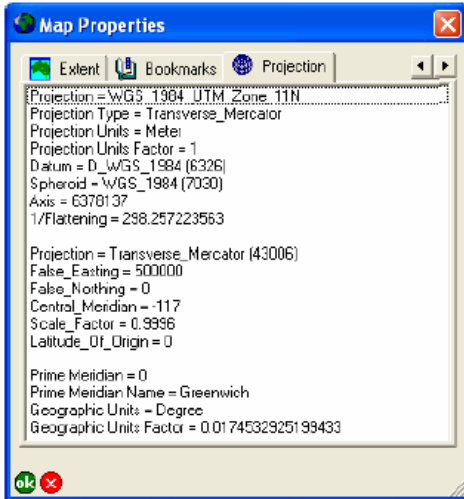 Map Properties
Extent Bookmarks Projection
Projection = WGS_1984_UTM_Zone_11N
Projection Type = Transverse_Mercator
Projection Units = Meter
Projection Units Factor = 1
Datum = D_WGS_1984 (6326)
Spheroid = WGS_1984 (7030)
Axis = 6378137
1/Flattening = 298.257223563
Projection = Transverse_Mercator (43006)
False_Easting = 500000
False_Northing = 0
Central_Meridian = -117
Scale_Factor = 0.9996
Latitude_Of_Origin = 0
Prime Meridian = 0
Prime Meridian Name = Greenwich
Geographic Units = Degree
Geographic Units Factor = 0.0174532925199433
ok